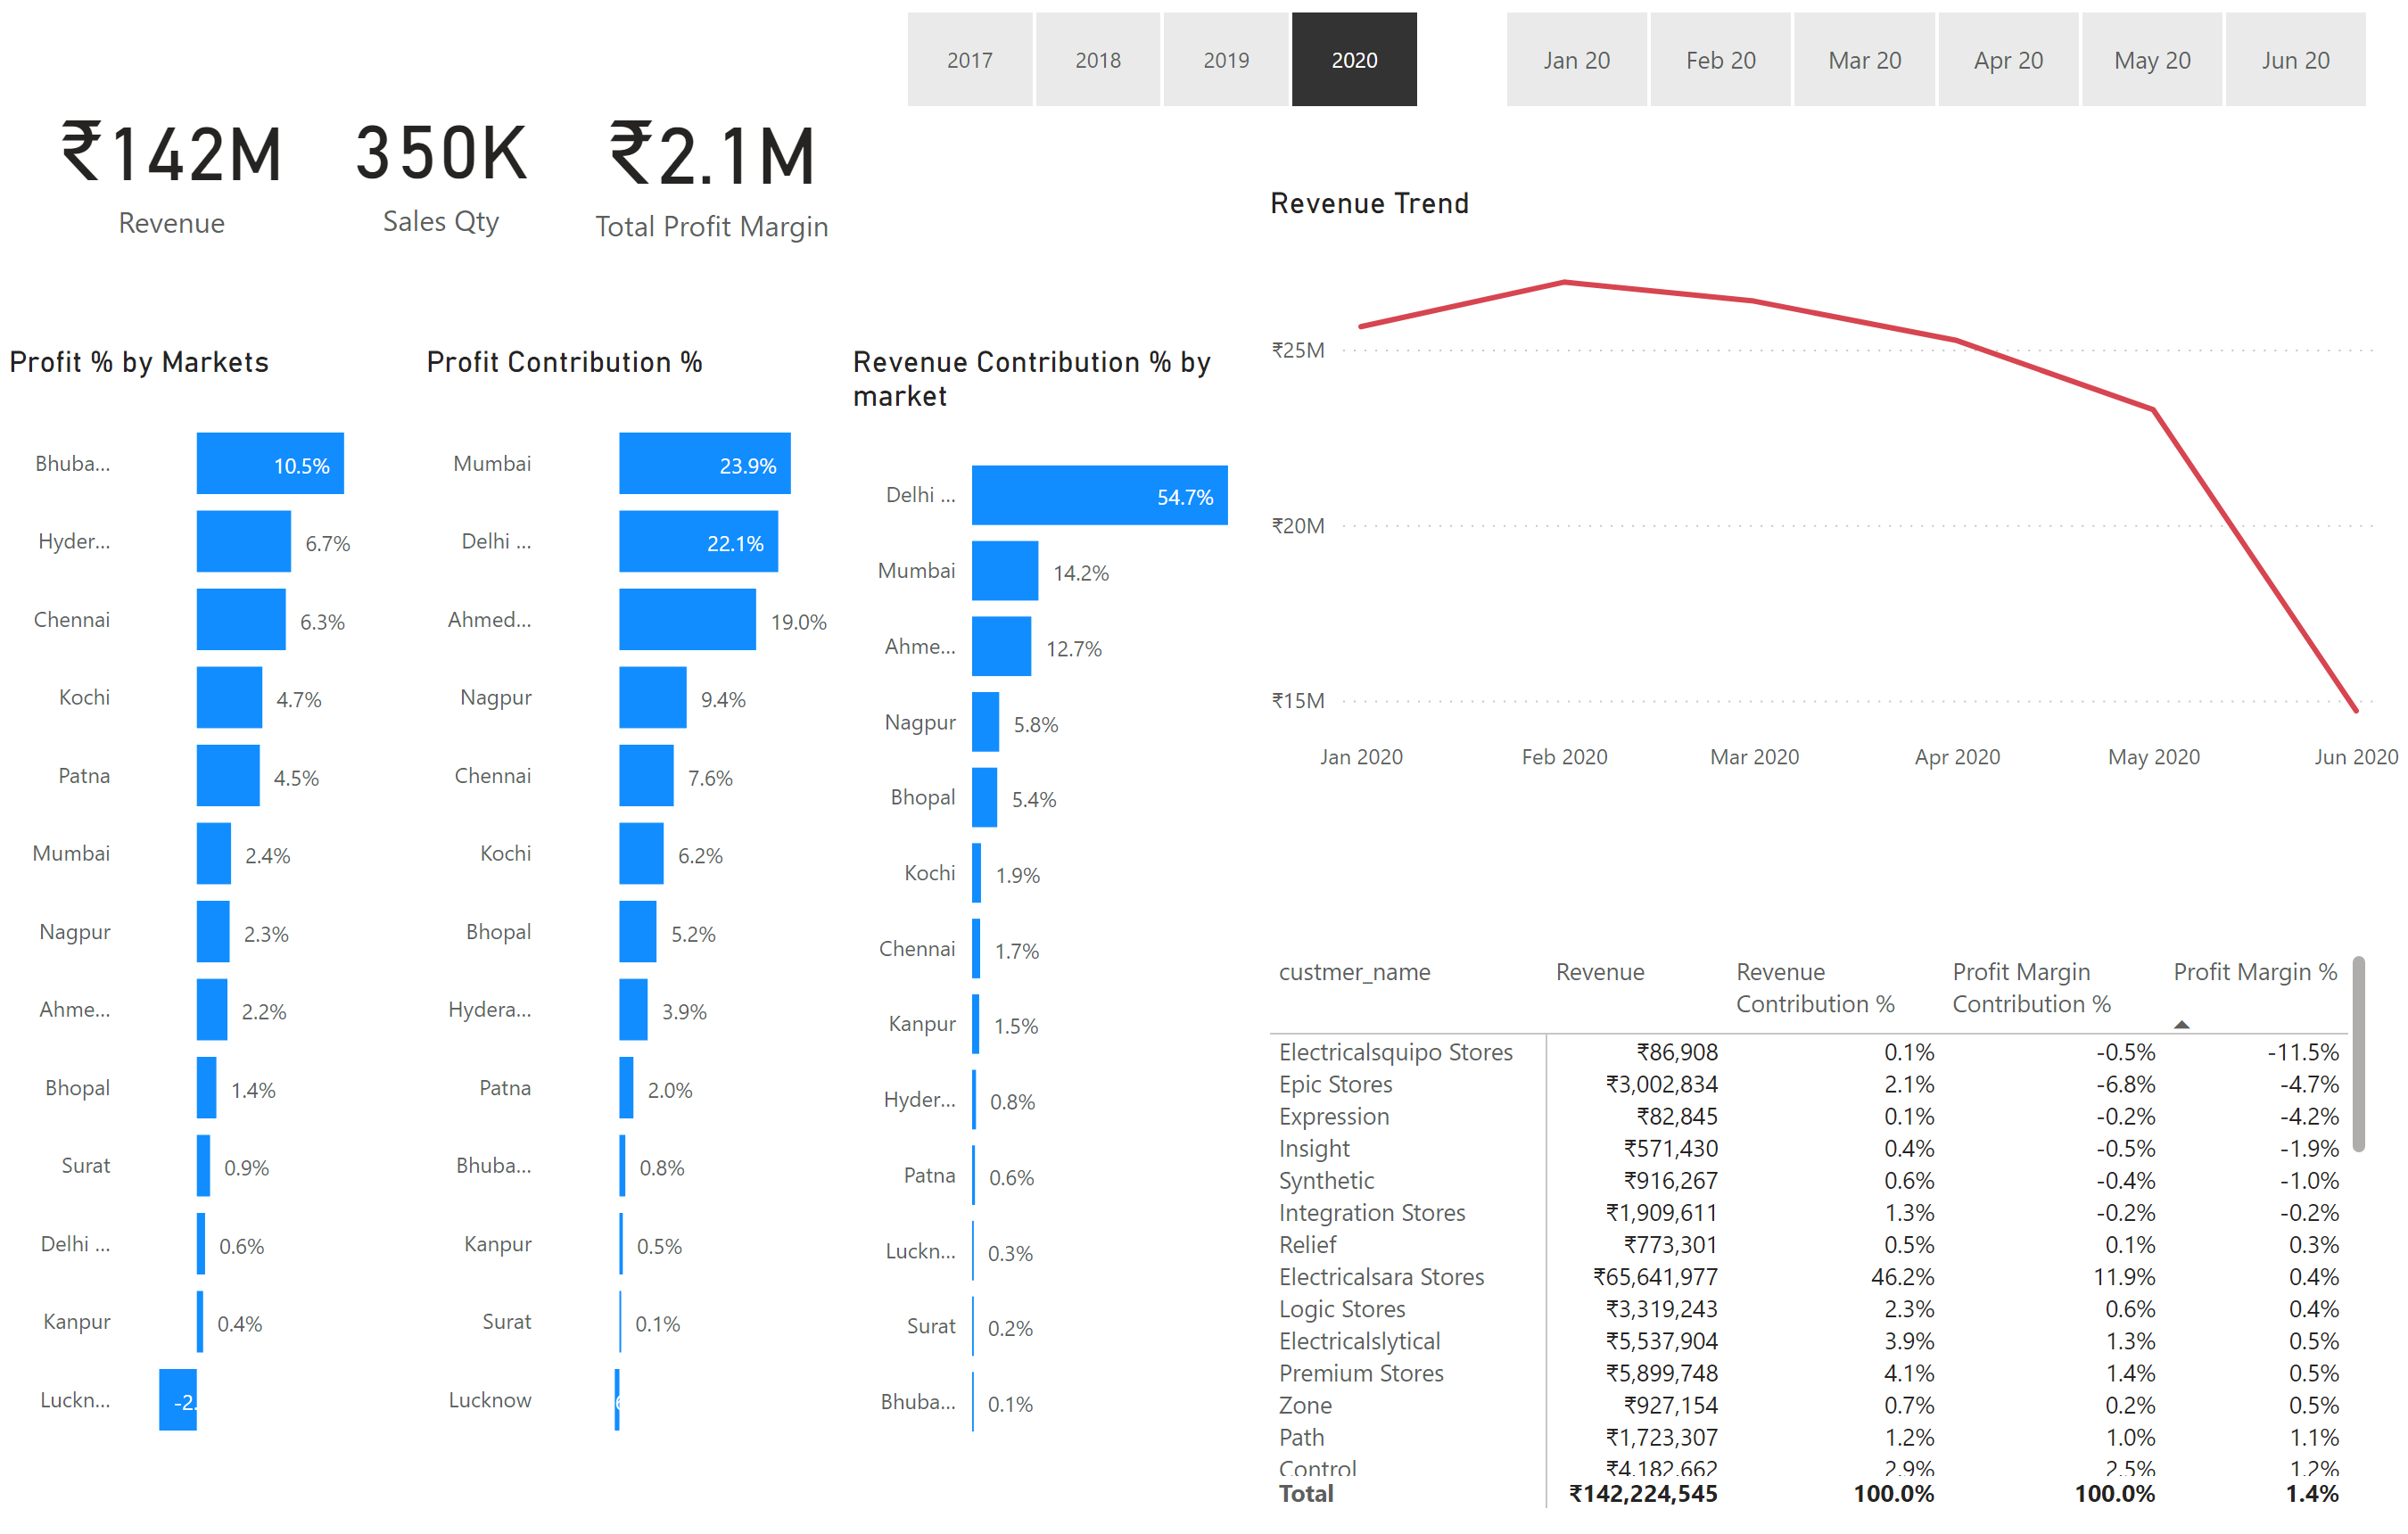 2017 2018 2019 2020 Jan 20 Feb 20 Mar 20 Apr 20 May 20 Jun 20
₹142M 350K ₹2.1M
Revenue Sales Qty Total Profit Margin
Profit % by Markets
Bhuba... 10.5%
Hyder... 6.7%
Chennai 6.3%
Kochi 4.7%
Patna 4.5%
Mumbai 2.4%
Nagpur 2.3%
Ahme... 2.2%
Bhopal 1.4%
Surat 0.9%
Delhi ... 0.6%
Kanpur 0.4%
Luckn... -2.
Profit Contribution %
Mumbai 23.9%
Delhi ... 22.1%
Ahmed... 19.0%
Nagpur 9.4%
Chennai 7.6%
Kochi 6.2%
Bhopal 5.2%
Hydera... 3.9%
Patna 2.0%
Bhuba... 0.8%
Kanpur 0.5%
Surat 0.1%
Lucknow
Revenue Contribution % by
market
Delhi ... 54.7%
Mumbai 14.2%
Ahme... 12.7%
Nagpur 5.8%
Bhopal 5.4%
Kochi 1.9%
Chennai 1.7%
Kanpur 1.5%
Hyder... 0.8%
Patna 0.6%
Luckn... 0.3%
Surat 0.2%
Bhuba... 0.1%
Revenue Trend
₹25M
₹20M
₹15M
Jan 2020 Feb 2020 Mar 2020 Apr 2020 May 2020 Jun 2020
custmer_name Revenue Revenue Profit Margin Profit Margin %
Contribution % Contribution %
Electricalsquipo Stores ₹86,908 0.1% -0.5% -11.5%
Epic Stores ₹3,002,834 2.1% -6.8% -4.7%
Expression ₹82,845 0.1% -0.2% -4.2%
Insight ₹571,430 0.4% -0.5% -1.9%
Synthetic ₹916,267 0.6% -0.4% -1.0%
Integration Stores ₹1,909,611 1.3% -0.2% -0.2%
Relief ₹773,301 0.5% 0.1% 0.3%
Electricalsara Stores ₹65,641,977 46.2% 11.9% 0.4%
Logic Stores ₹3,319,243 2.3% 0.6% 0.4%
Electricalslytical ₹5,537,904 3.9% 1.3% 0.5%
Premium Stores ₹5,899,748 4.1% 1.4% 0.5%
Zone ₹927,154 0.7% 0.2% 0.5%
Path ₹1,723,307 1.2% 1.0% 1.1%
Control ₹4,182,662 2.9% 2.5% 1.2%
Total ₹142,224,545 100.0% 100.0% 1.4%